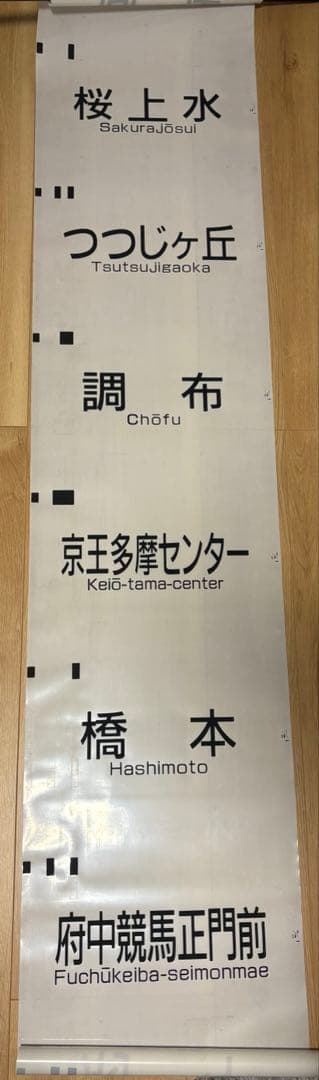 桜上水
Sakurajōsui
つつじヶ丘
Tsutsujigaoka
調布
Chōfu
京王多摩センター
Keiō-tama-center
橋本
Hashimoto
府中競馬正門前
Fuchūkeiba-seimonmae